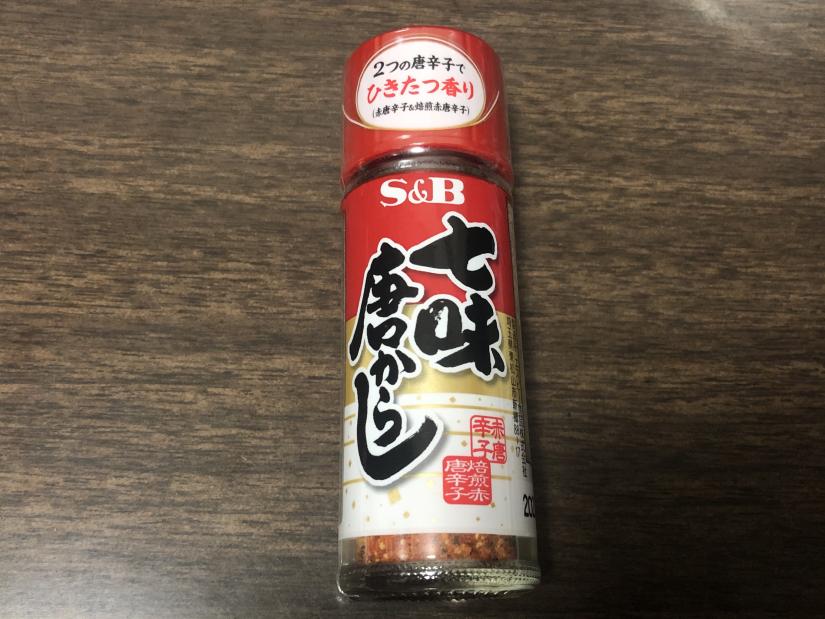 2つの唐辛子で
ひきたつ香り
(赤唐辛子&焙煎赤唐辛子)
S&B
七味
唐からし
赤唐
辛子
焙煎赤
唐辛子